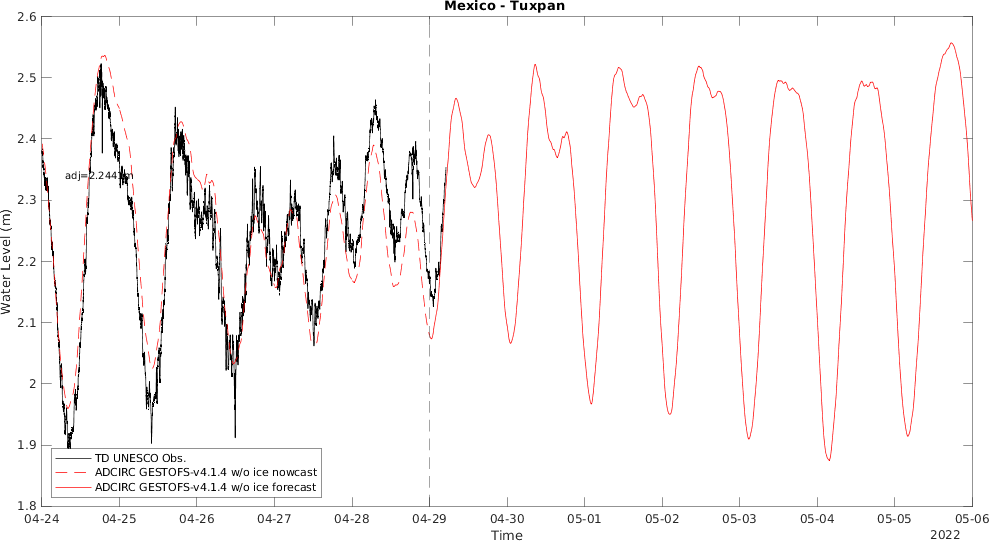 Mexico - Tuxpan
2.6
2.5
2.4
2.3
2.2
2.1
2
1.9
1.8
Water Level (m)
TD UNESCO Obs.
ADCIRC GESTOFS-v4.1.4 w/o ice nowcast
ADCIRC GESTOFS-v4.1.4 w/o ice forecast
04-24 04-25 04-26 04-27 04-28 04-29 04-30 05-01 05-02 05-03 05-04 05-05 05-06
Time
2022